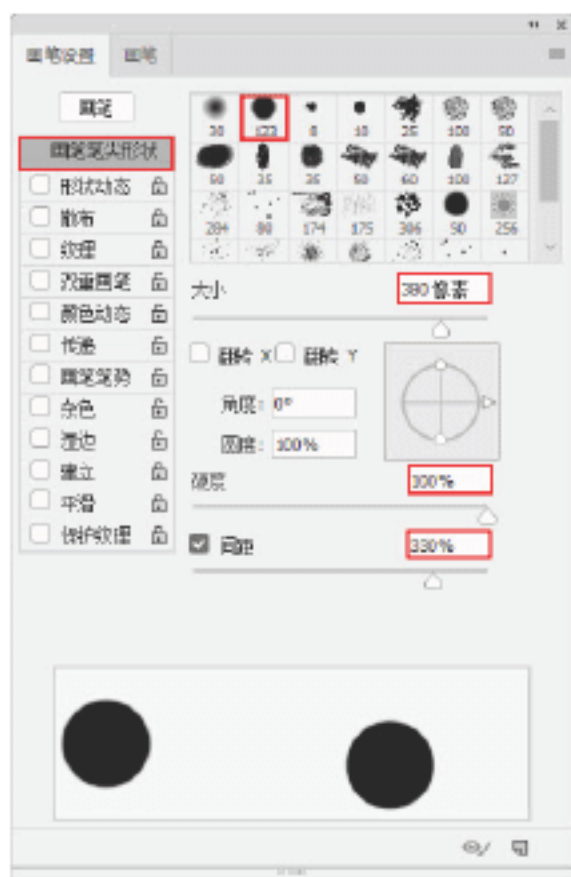 画笔设置 画笔
画笔
30 123 8 10 25 100 50
画笔笔尖形状
50 35 35 50 60 100 127
形状动态
散布
284 80 174 175 306 50 256
纹理
双重画笔
大小 380 像素
颜色动态
传递
翻转 X 翻转 Y
画笔笔势
杂色
角度: 0°
湿边
圆度: 100%
建立
硬度 100%
平滑
保护纹理
间距 330%